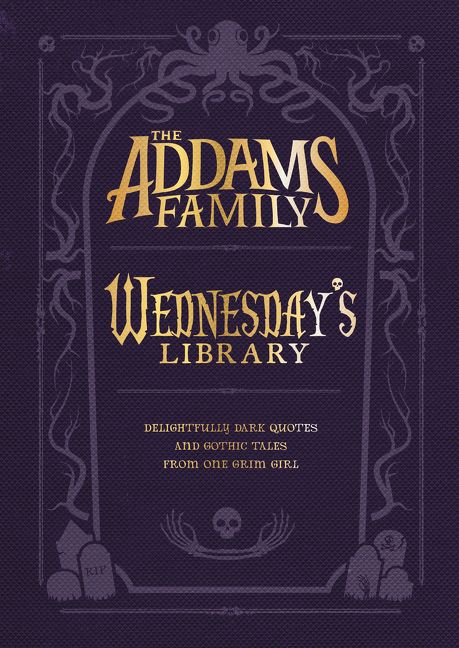 THE
ADDAMS
FAMILY
WEDNESDAY'S
LIBRARY
DELIGHTFULLY DARK QUOTES
AND GOTHIC TALES
FROM ONE GRIM GIRL
RIP